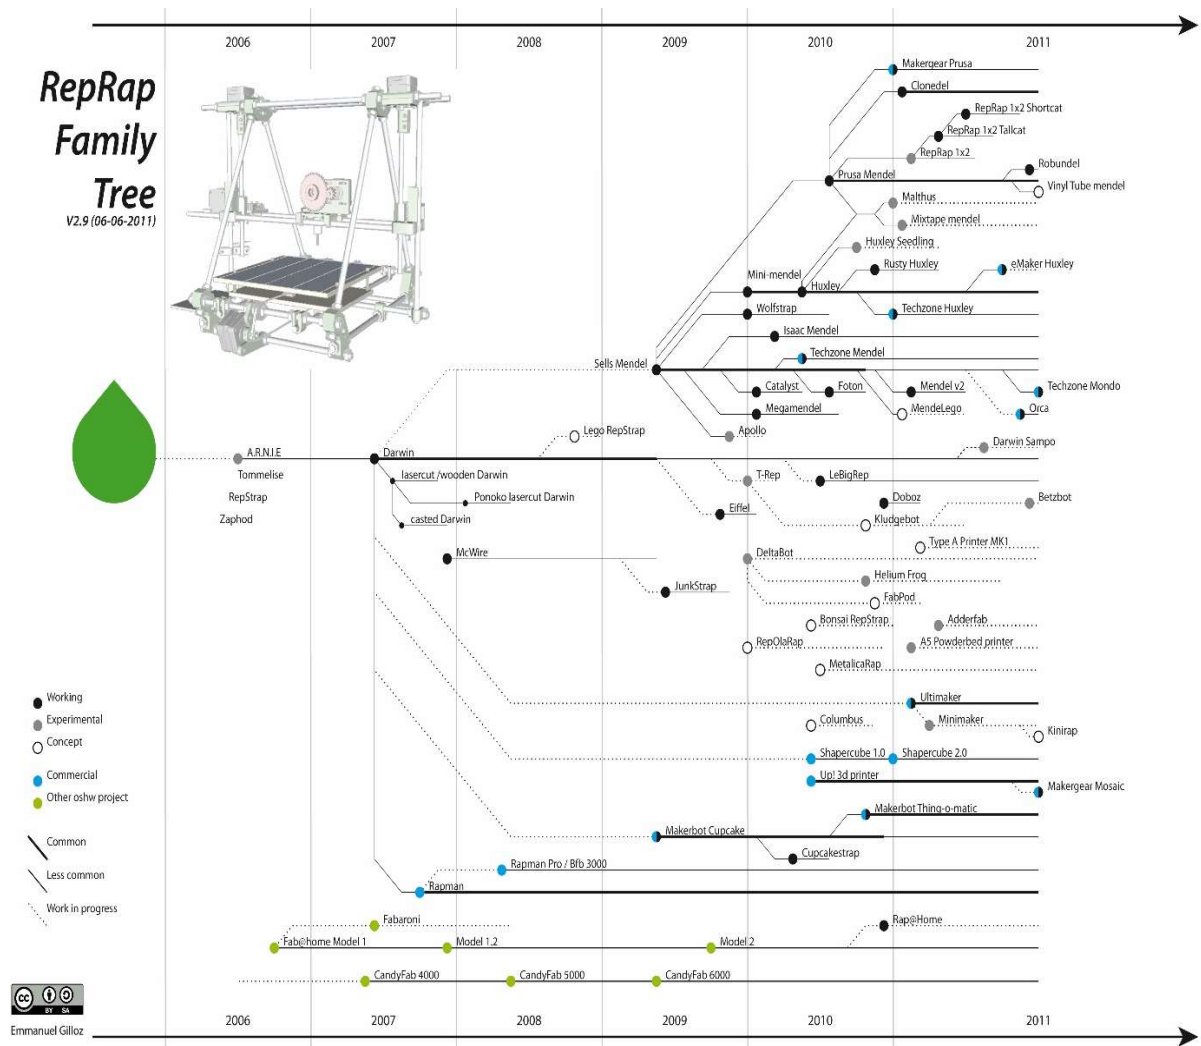 2006 2007 2008 2009 2010 2011
RepRap
Family
Tree
V2.9 (06-06-2011)
Makergear Prusa
Clonedel
RepRap 1x2 Shortcat
RepRap 1x2 Tallcat
RepRap 1x2
Robundel
Prusa Mendel
Vinyl Tube mendel
Malthus
Mixtape mendel
Huxley Seedling
Rusty Huxley
eMaker Huxley
Mini-mendel
Huxley
Wolfstrap
Techzone Huxley
Isaac Mendel
Techzone Mendel
Sells Mendel
Catalyst
Foton
Mendel v2
Techzone Mondo
Megamendel
MendeLego
Orca
Lego RepStrap
Apollo
Darwin Sampo
A.R.N.I.E
Darwin
Tommelise
lasercut /wooden Darwin
T-Rep
LeBigRep
RepStrap
Ponoko lasercut Darwin
Doboz
Betzbot
Zaphod
casted Darwin
Eiffel
Kludgebot
Type A Printer MK1
McWire
DeltaBot
JunkStrap
Helium Frog
FabPod
Bonsai RepStrap
Adderfab
RepOlaRap
A5 Powderbed printer
MetalicaRap
Working
Ultimaker
Experimental
Columbus
Minimaker
Kinirap
Concept
Shapercube 1.0
Shapercube 2.0
Commercial
Up! 3d printer
Makergear Mosaic
Other oshw project
Makerbot Thing-o-matic
Makerbot Cupcake
Common
Cupcakestrap
Rapman Pro / Bfb 3000
Less common
Rapman
Work in progress
Fabaroni
Rap@Home
Fab@home Model 1
Model 1.2
Model 2
CandyFab 4000
CandyFab 5000
CandyFab 6000
cc
BY SA
Emmanuel Gilloz
2006 2007 2008 2009 2010 2011